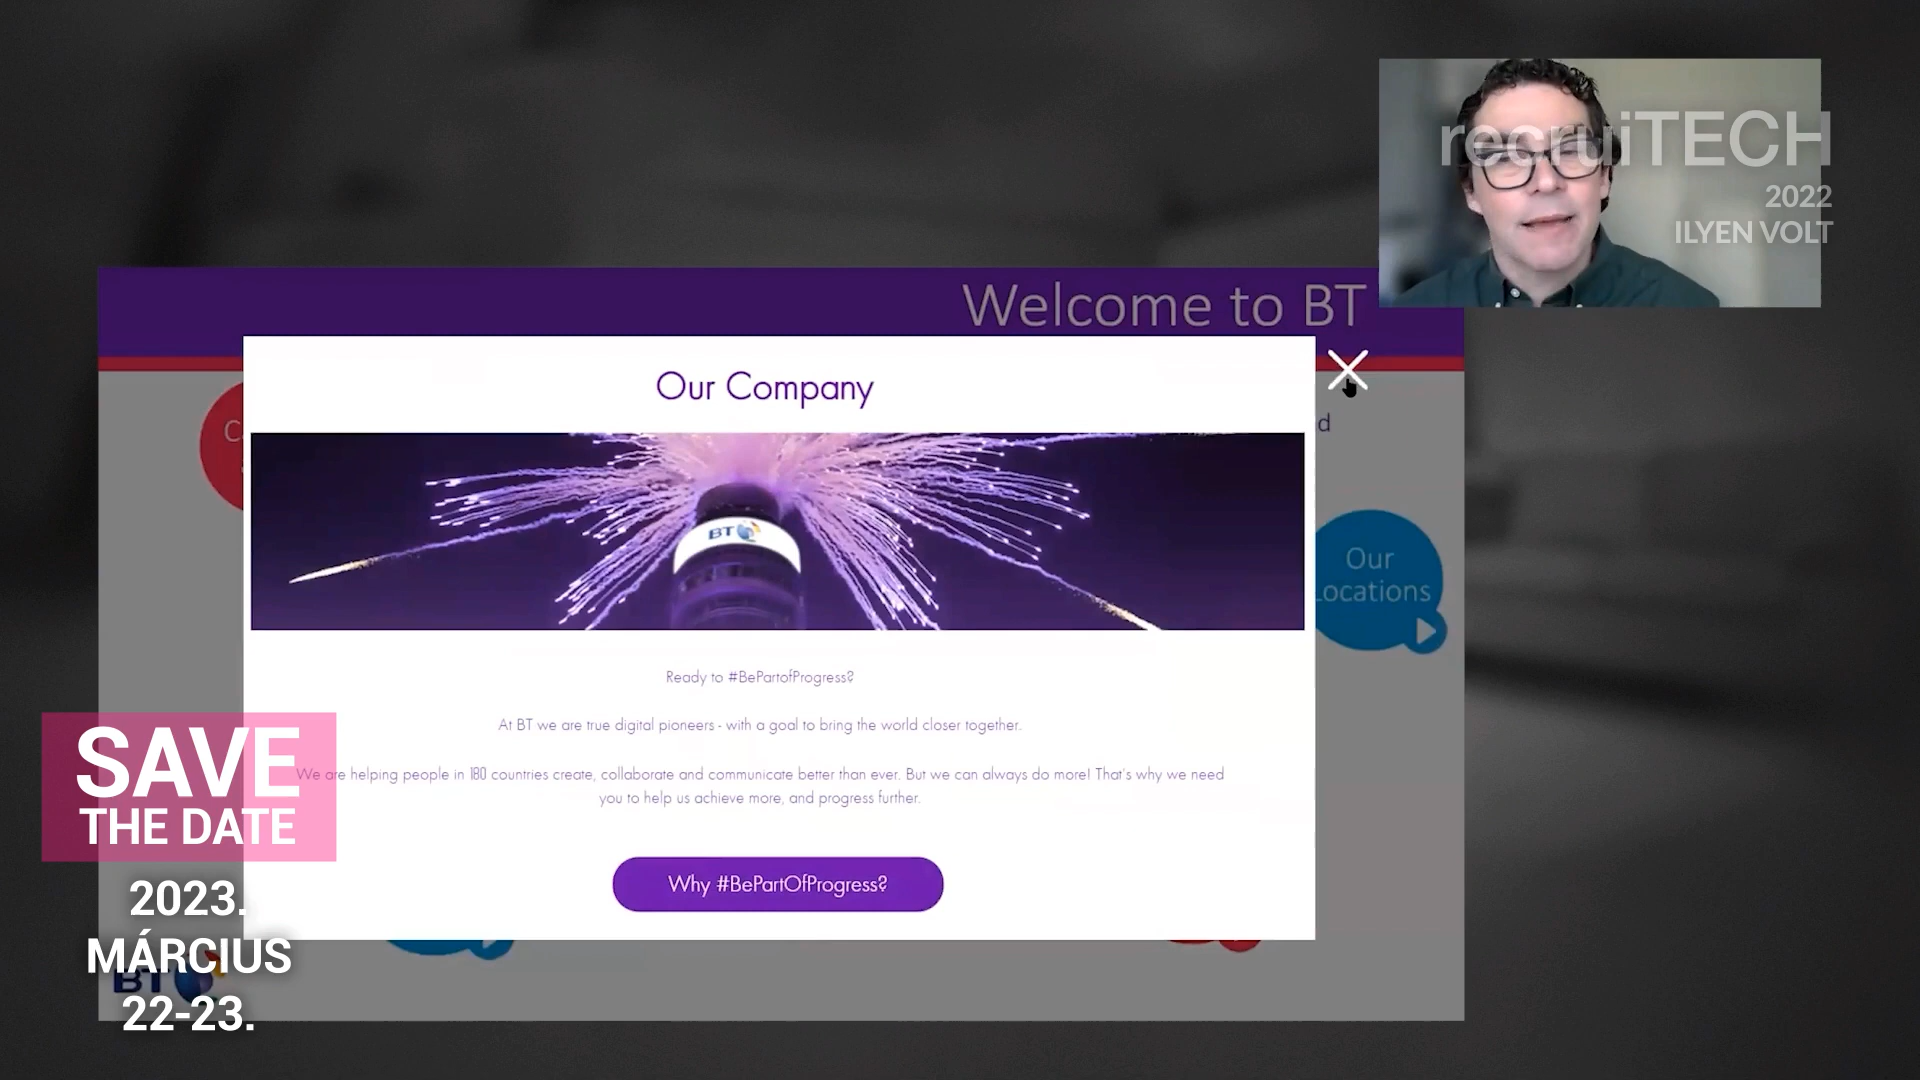 recruiTECH
2022
ILYEN VOLT
Welcome to BT
Our Company
C
d
BT
Our
Locations
Ready to #BePartofProgress?
At BT we are true digital pioneers - with a goal to bring the world closer together.
We are helping people in 180 countries create, collaborate and communicate better than ever. But we can always do more! That's why we need
you to help us achieve more, and progress further.
Why #BePartOfProgress?
SAVE
THE DATE
2023.
MÁRCIUS
22-23.
BT